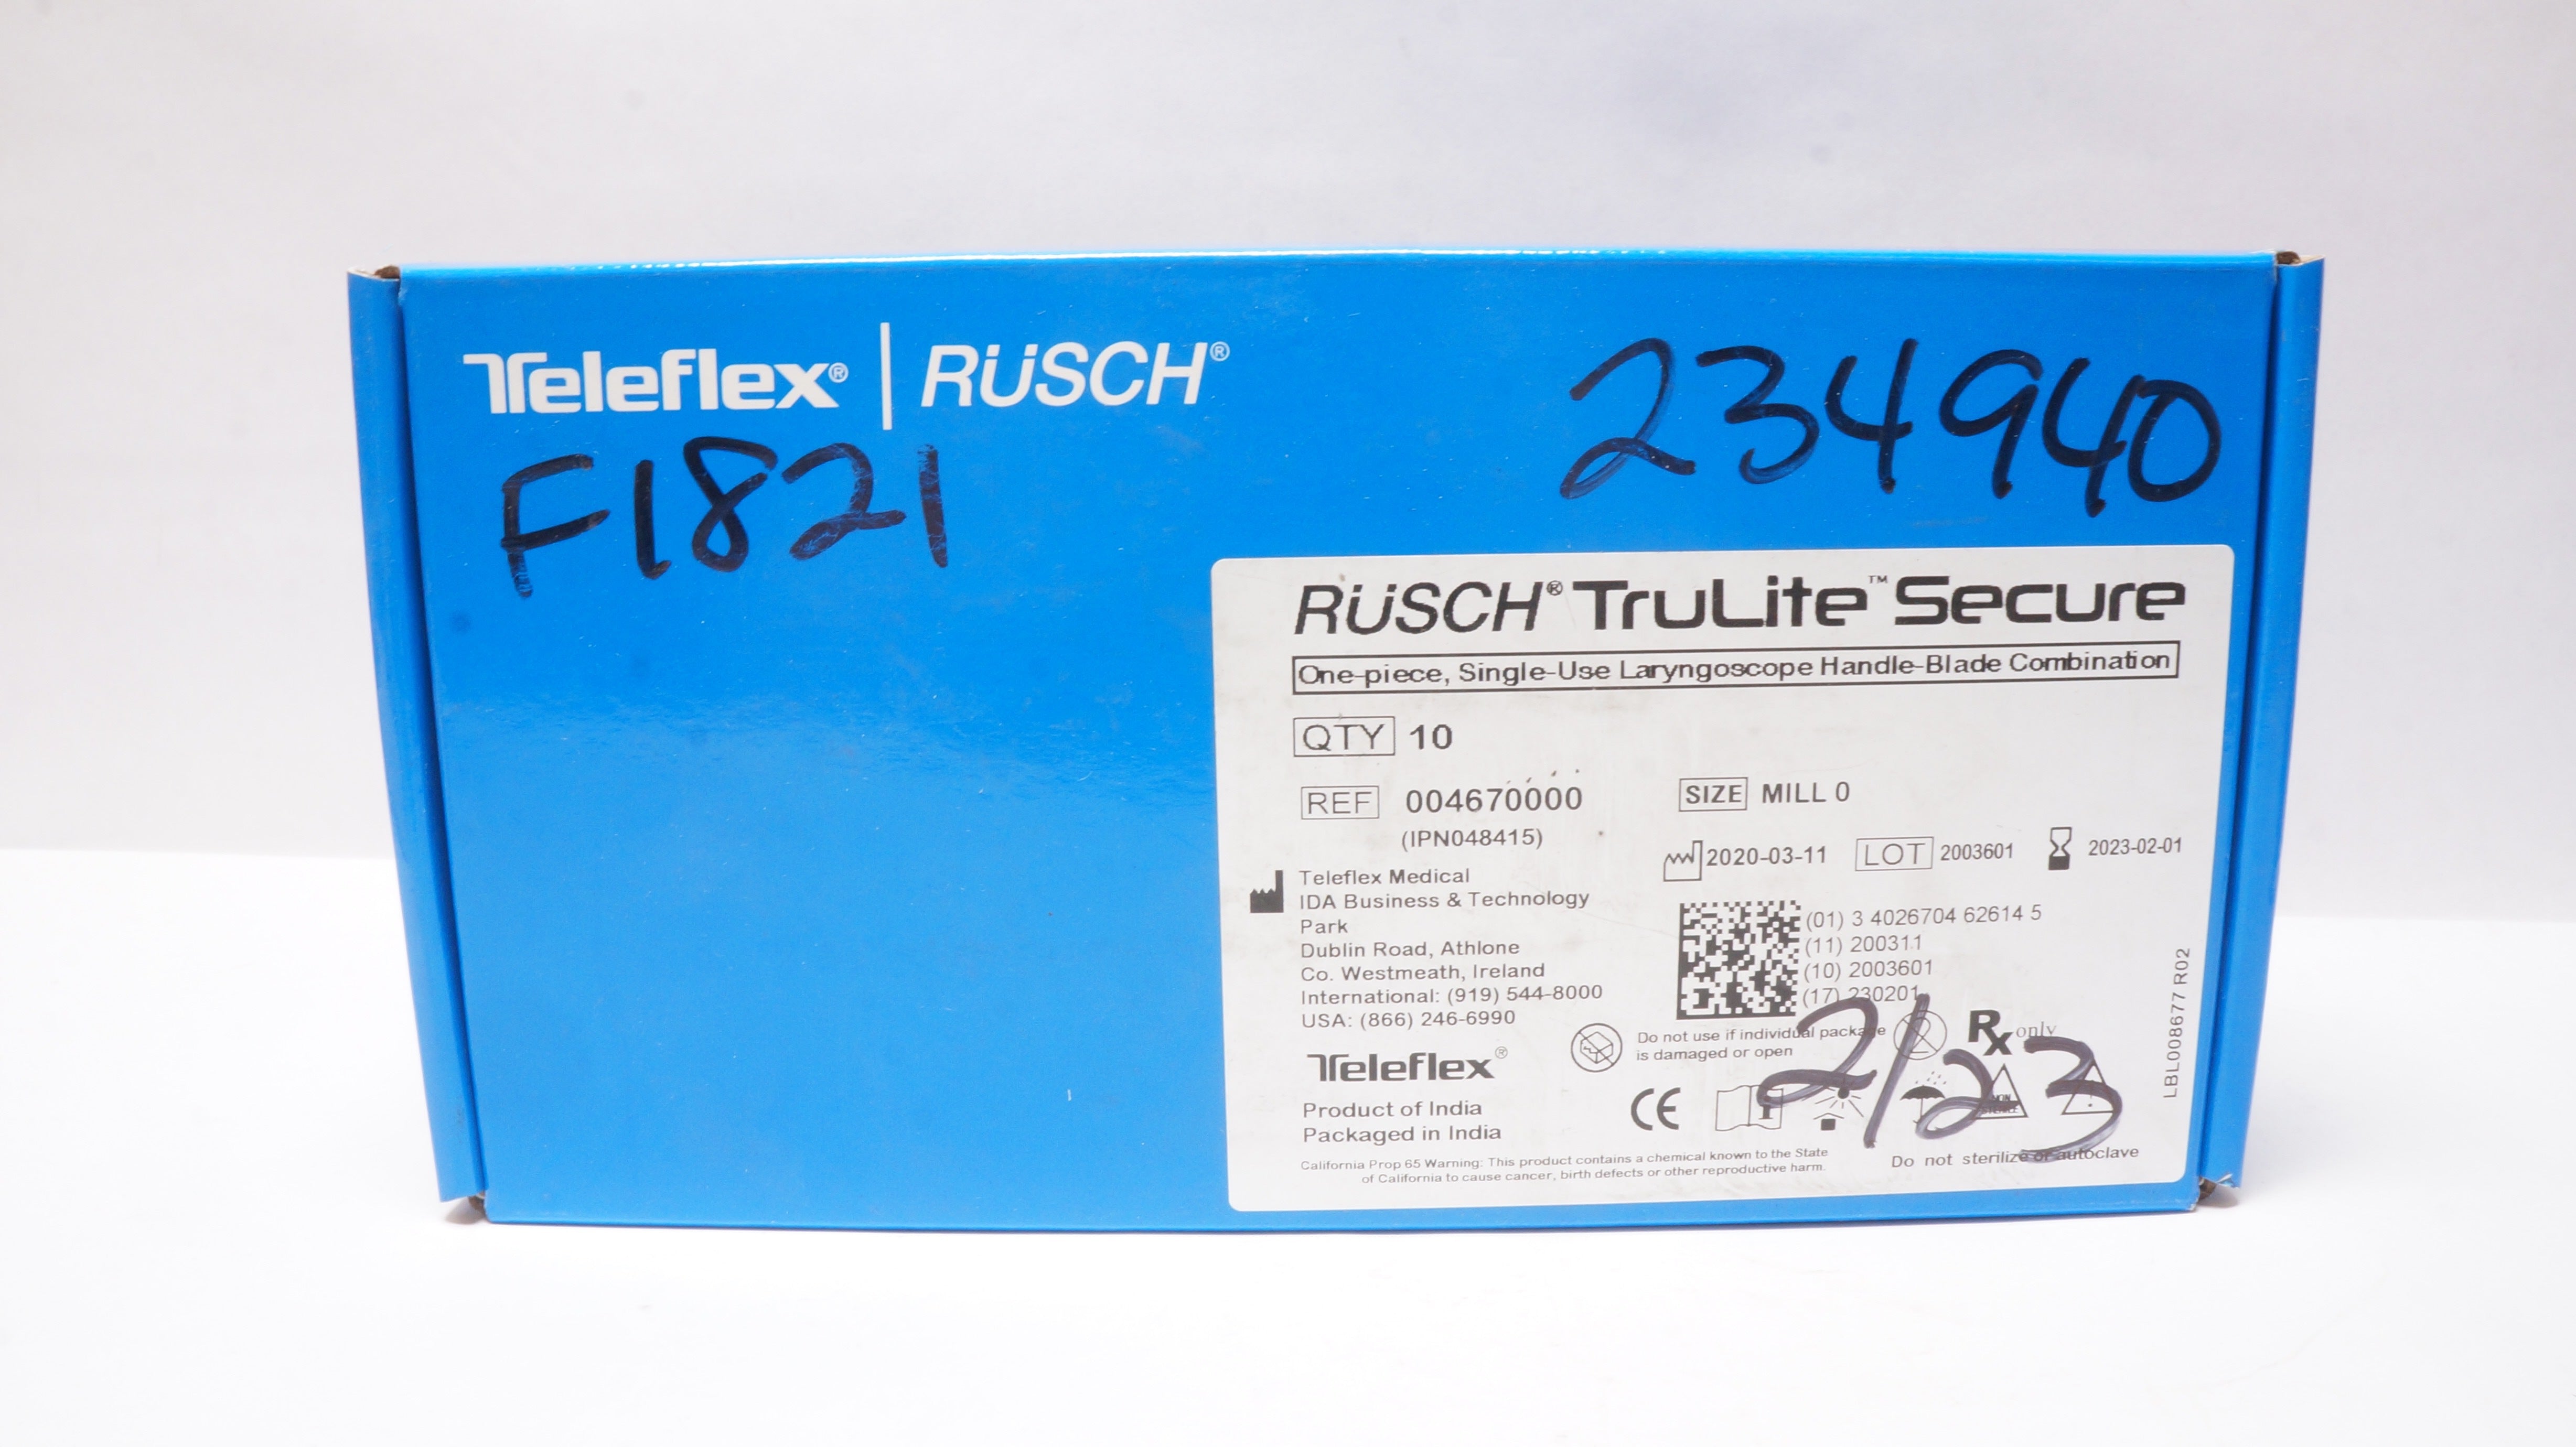 Teleflex® | RÜSCH®
F1821
234940
RÜSCH® TruLite™ Secure
One-piece, Single-Use Laryngoscope Handle-Blade Combination
QTY 10
REF 004670000
(IPN048415)
SIZE MILL 0
2020-03-11 LOT 2003601 2023-02-01
Teleflex Medical
IDA Business & Technology
Park
Dublin Road, Athlone
Co. Westmeath, Ireland
International: (919) 544-8000
USA: (866) 246-6990
(01) 3 4026704 62614 5
(11) 200311
(10) 2003601
(17) 230201
LBL008677 R02
Do not use if individual package
is damaged or open
2
Rx only
2/23
Teleflex®
Product of India
Packaged in India
CE
i
Do not sterilize or autoclave
California Prop 65 Warning: This product contains a chemical known to the State
of California to cause cancer, birth defects or other reproductive harm.